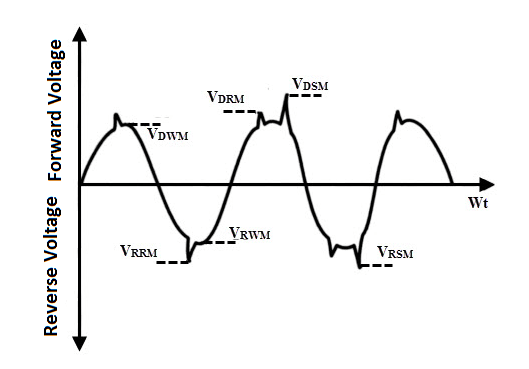 Forward Voltage
Reverse Voltage
VDWM
VDRM
VDSM
VRRM
VRWM
VRSM
Wt